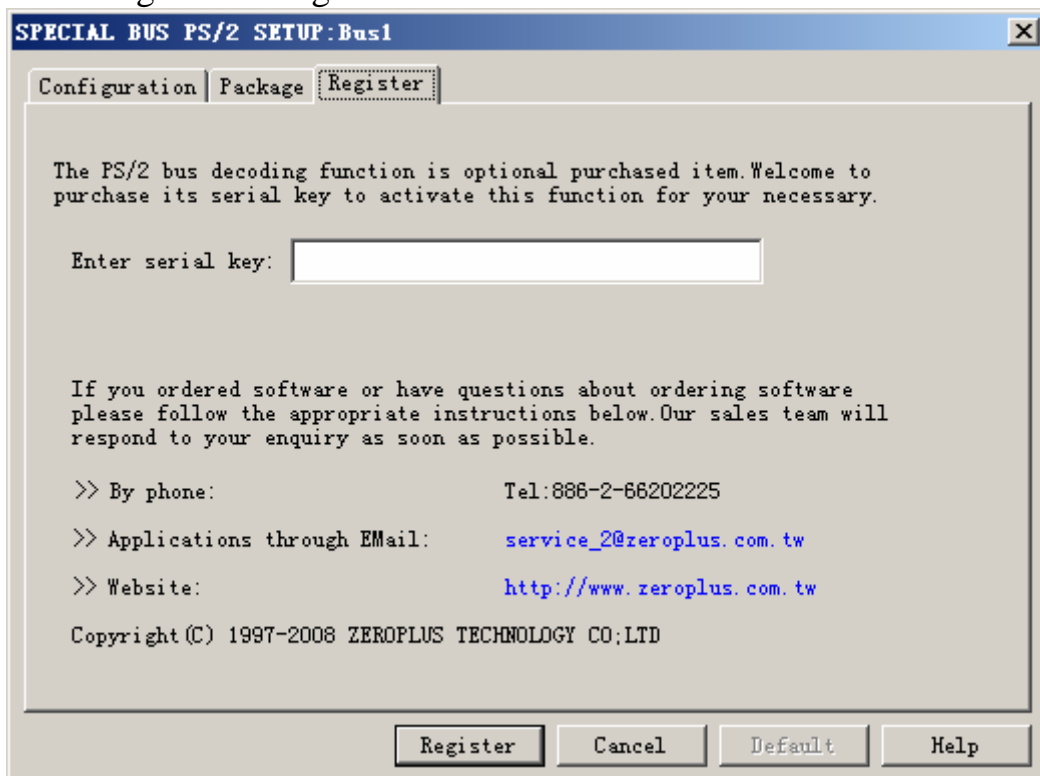 SPECIAL BUS PS/2 SETUP:Bus1
Configuration Package Register
The PS/2 bus decoding function is optional purchased item.Welcome to
purchase its serial key to activate this function for your necessary.
Enter serial key:
If you ordered software or have questions about ordering software
please follow the appropriate instructions below.Our sales team will
respond to your enquiry as soon as possible.
>> By phone: Tel:886-2-66202225
>> Applications through EMail: service_2@zeroplus.com.tw
>> Website: http://www.zeroplus.com.tw
Copyright(C) 1997-2008 ZEROPLUS TECHNOLOGY CO;LTD
Register Cancel Default Help